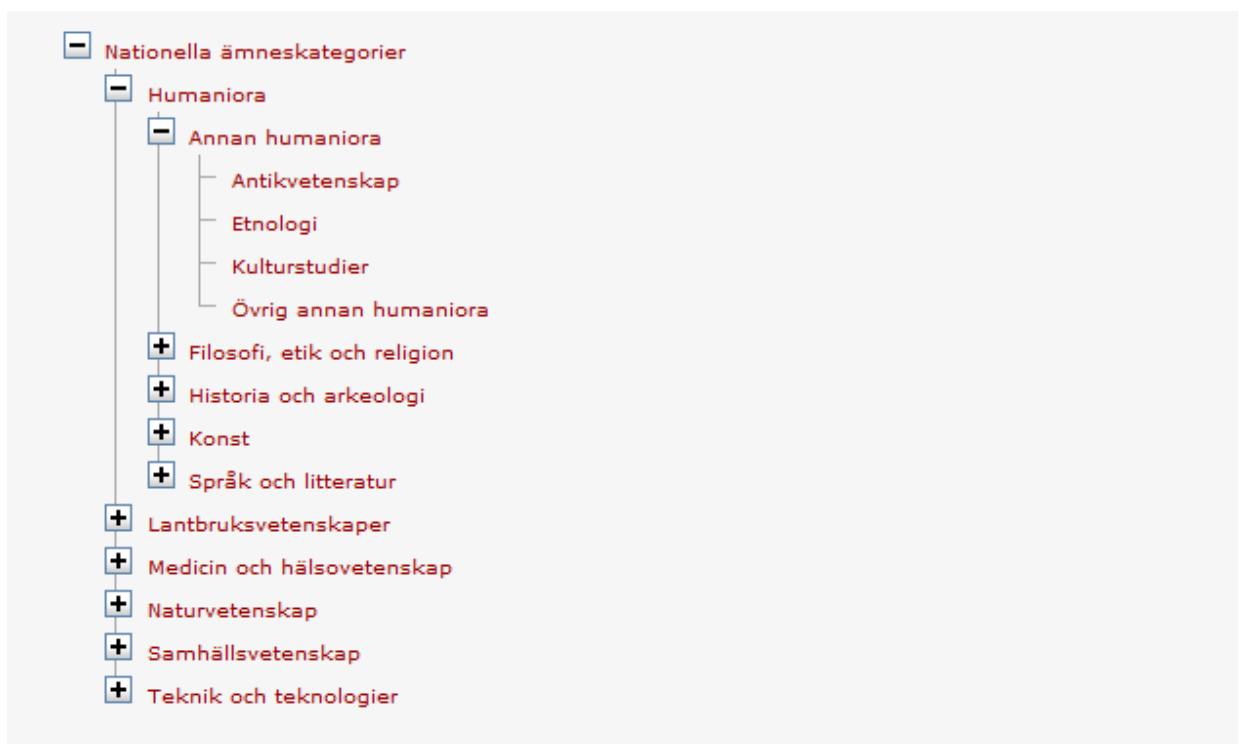 Nationella ämneskategorier
Humaniora
Annan humaniora
Antikvetenskap
Etnologi
Kulturstudier
Övrig annan humaniora
Filosofi, etik och religion
Historia och arkeologi
Konst
Språk och litteratur
Lantbruksvetenskaper
Medicin och hälsovetenskap
Naturvetenskap
Samhällsvetenskap
Teknik och teknologier